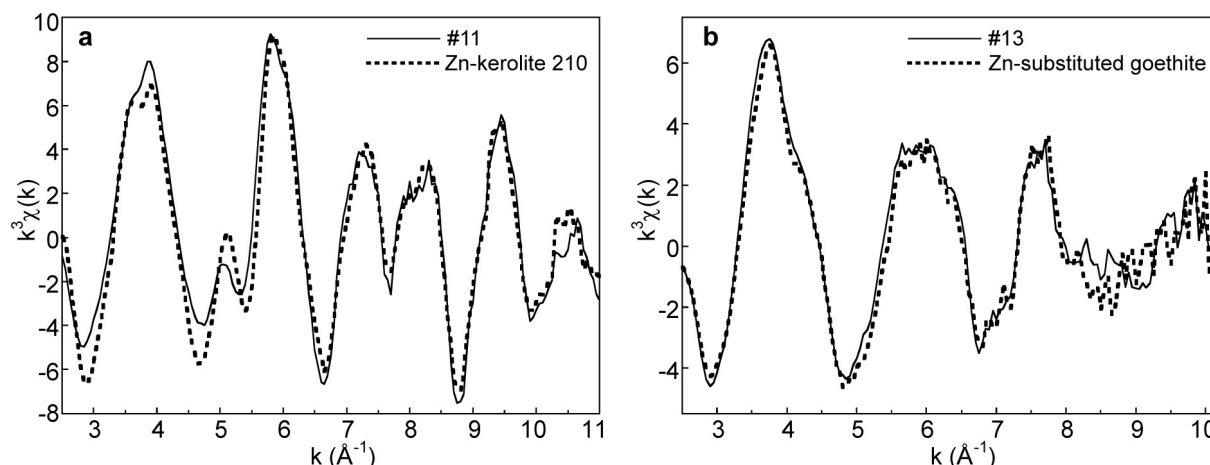 a
#11
Zn-kerolite 210
k³χ(k)
10
8
6
4
2
0
-2
-4
-6
-8
3 4 5 6 7 8 9 10 11
k (Å⁻¹)
b
#13
Zn-substituted goethite
k³χ(k)
6
4
2
0
-2
-4
3 4 5 6 7 8 9 10
k (Å⁻¹)